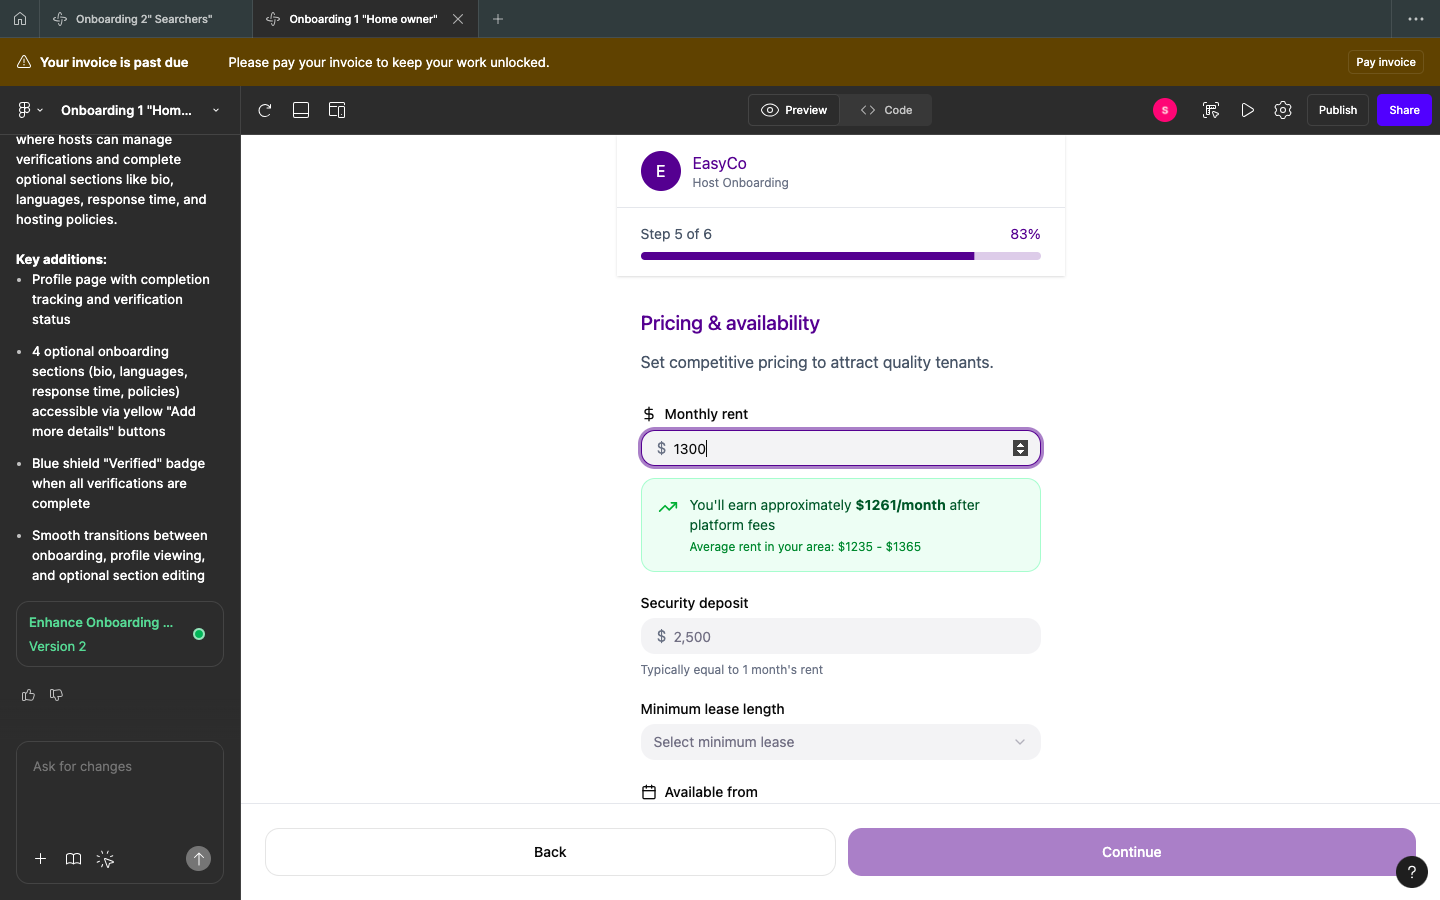 Onboarding 2" Searchers"
Onboarding 1 "Home owner"
Your invoice is past due
Please pay your invoice to keep your work unlocked.
Pay invoice
Onboarding 1 "Hom...
Preview
Code
S
Publish
Share
where hosts can manage
verifications and complete
optional sections like bio,
languages, response time, and
hosting policies.
Key additions:
• Profile page with completion
tracking and verification
status
• 4 optional onboarding
sections (bio, languages,
response time, policies)
accessible via yellow "Add
more details" buttons
• Blue shield "Verified" badge
when all verifications are
complete
• Smooth transitions between
onboarding, profile viewing,
and optional section editing
Enhance Onboarding ...
Version 2
Ask for changes
E
EasyCo
Host Onboarding
Step 5 of 6
83%
Pricing & availability
Set competitive pricing to attract quality tenants.
$ Monthly rent
$ 1300
You'll earn approximately $1261/month after
platform fees
Average rent in your area: $1235 - $1365
Security deposit
$ 2,500
Typically equal to 1 month's rent
Minimum lease length
Select minimum lease
Available from
Back
Continue
?